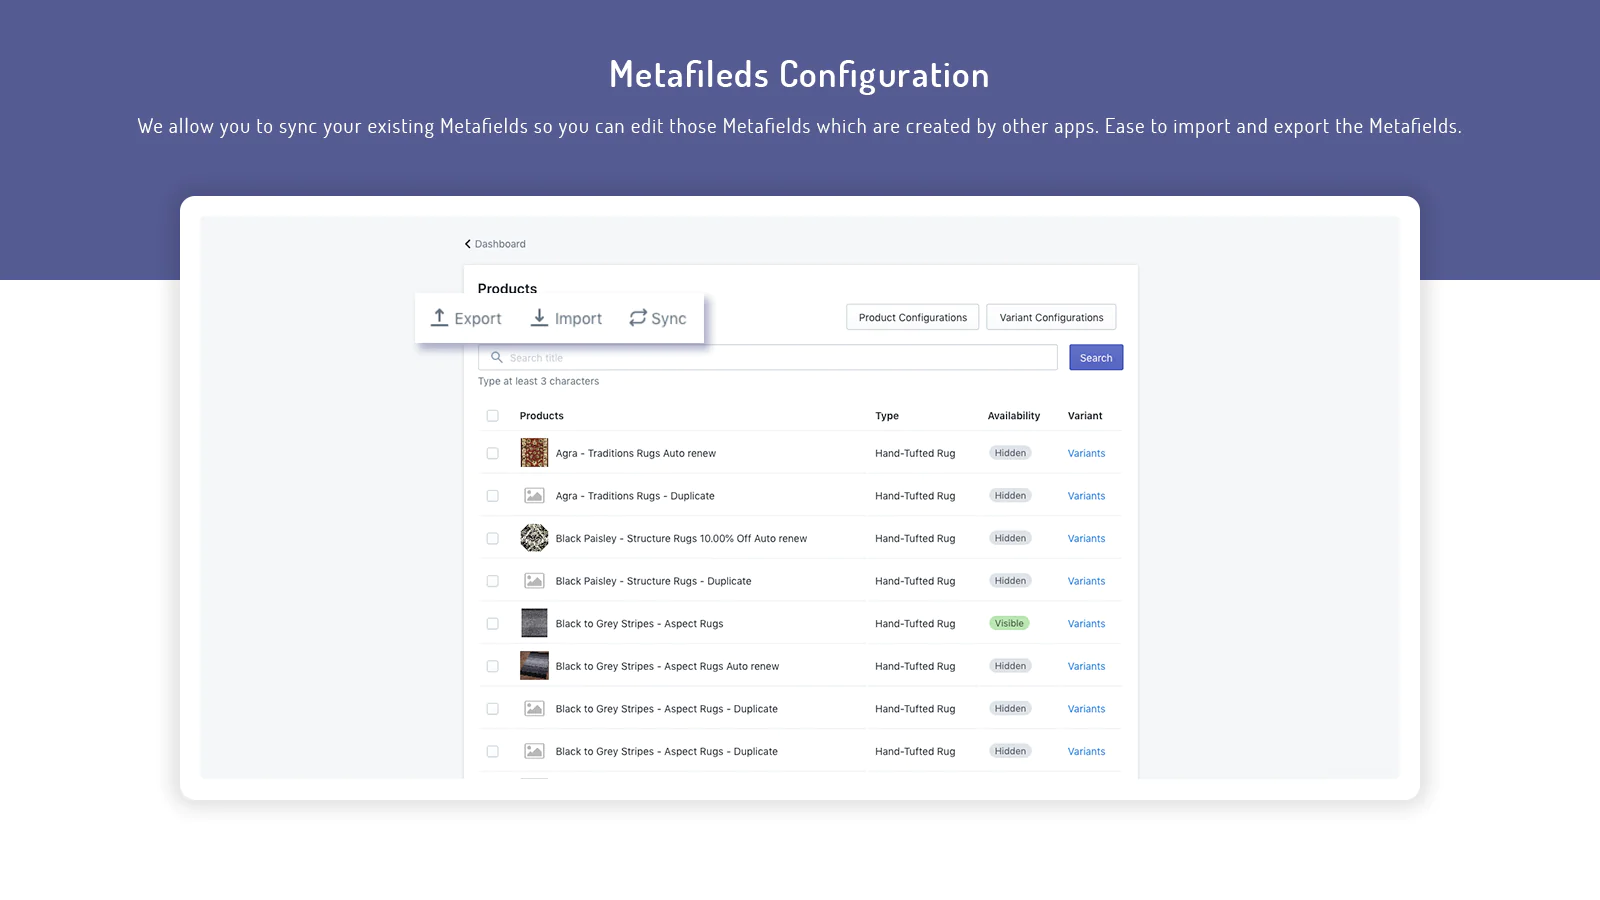 Metafileds Configuration
We allow you to sync your existing Metafields so you can edit those Metafields which are created by other apps. Ease to import and export the Metafields.
Dashboard
Products
Export Import Sync
Product Configurations Variant Configurations
Search title
Search
Type at least 3 characters
Products Type Availability Variant
Agra - Traditions Rugs Auto renew Hand-Tufted Rug Hidden Variants
Agra - Traditions Rugs - Duplicate Hand-Tufted Rug Hidden Variants
Black Paisley - Structure Rugs 10.00% Off Auto renew Hand-Tufted Rug Hidden Variants
Black Paisley - Structure Rugs - Duplicate Hand-Tufted Rug Hidden Variants
Black to Grey Stripes - Aspect Rugs Hand-Tufted Rug Visible Variants
Black to Grey Stripes - Aspect Rugs Auto renew Hand-Tufted Rug Hidden Variants
Black to Grey Stripes - Aspect Rugs - Duplicate Hand-Tufted Rug Hidden Variants
Black to Grey Stripes - Aspect Rugs - Duplicate Hand-Tufted Rug Hidden Variants